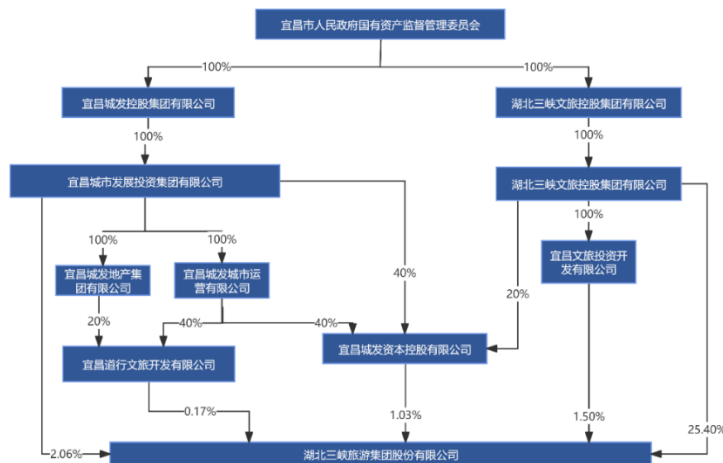 宜昌市人民政府国有资产监督管理委员会
100%
100%
宜昌城发控股集团有限公司
湖北三峡文旅控股集团有限公司
100%
100%
宜昌城市发展投资集团有限公司
湖北三峡文旅控股集团有限公司
100%
100%
100%
宜昌城发地产集
团有限公司
宜昌城发城市运
营有限公司
40%
宜昌文旅投资开
发有限公司
20%
20%
40%
40%
宜昌道行文旅开发有限公司
宜昌城发资本控股有限公司
0.17%
1.03%
1.50%
25.40%
2.06%
湖北三峡旅游集团股份有限公司